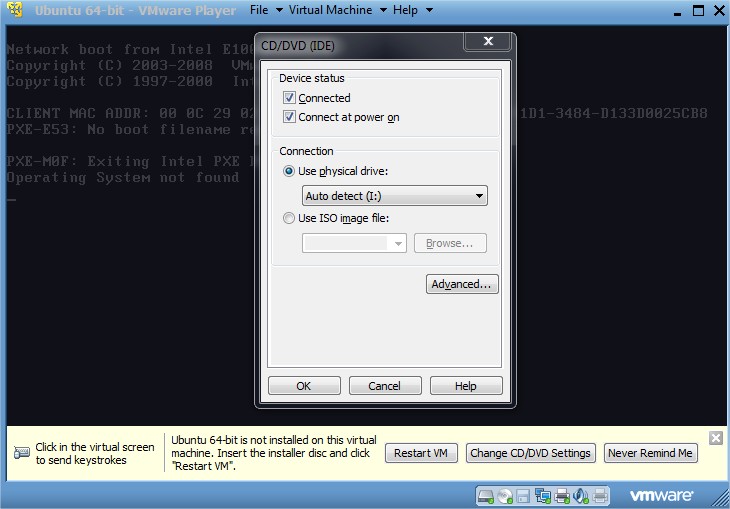 Ubuntu 64-bit - VMware Player File Virtual Machine Help
Network boot from Intel E100
Copyright (C) 2003-2008 VMw
Copyright (C) 1997-2000 Int
CLIENT MAC ADDR: 00 0C 29 02 1D1-3484-D133D0025CB8
PXE-E53: No boot filename re
PXE-M0F: Exiting Intel PXE
Operating System not found
CD/DVD (IDE)
Device status
Connected
Connect at power on
Connection
Use physical drive:
Auto detect (I:)
Use ISO image file:
Browse...
Advanced...
OK Cancel Help
Click in the virtual screen
to send keystrokes
Ubuntu 64-bit is not installed on this virtual
machine. Insert the installer disc and click
"Restart VM".
Restart VM Change CD/DVD Settings Never Remind Me
vmware